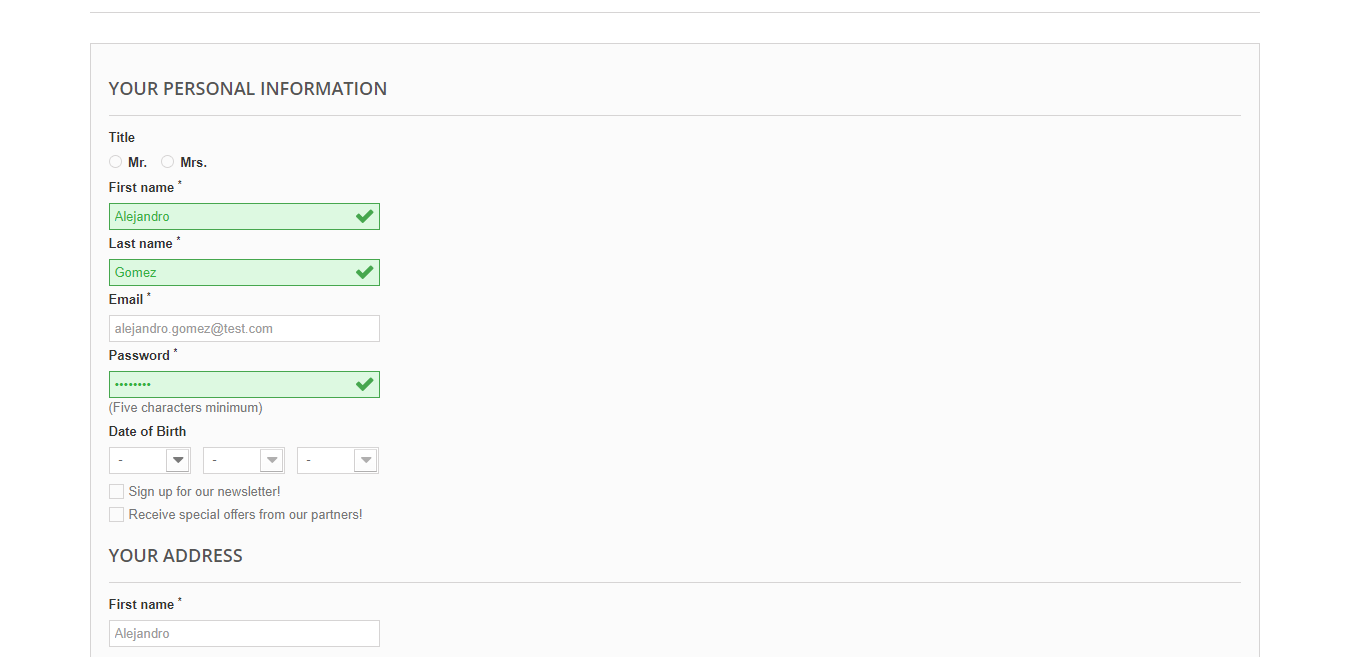 YOUR PERSONAL INFORMATION
Title
Mr. Mrs.
First name *
Alejandro
Last name *
Gomez
Email *
alejandro.gomez@test.com
Password *
••••••••
(Five characters minimum)
Date of Birth
- - -
Sign up for our newsletter!
Receive special offers from our partners!
YOUR ADDRESS
First name *
Alejandro